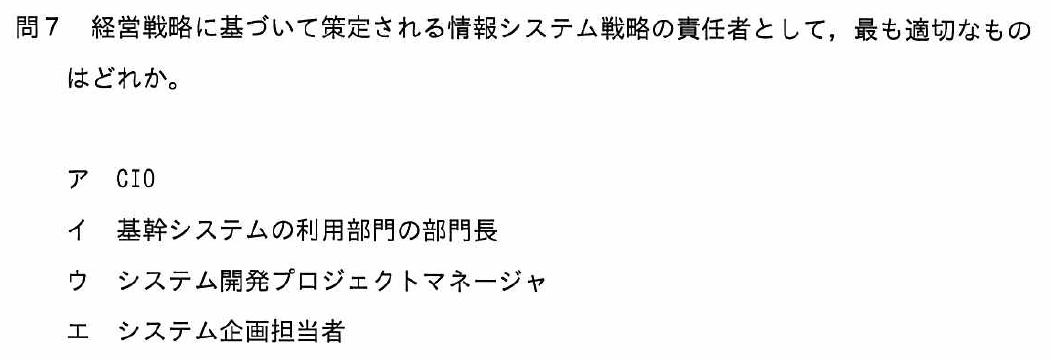 問7 経営戦略に基づいて策定される情報システム戦略の責任者として，最も適切なもの
はどれか。
ア CIO
イ 基幹システムの利用部門の部門長
ウ システム開発プロジェクトマネージャ
エ システム企画担当者